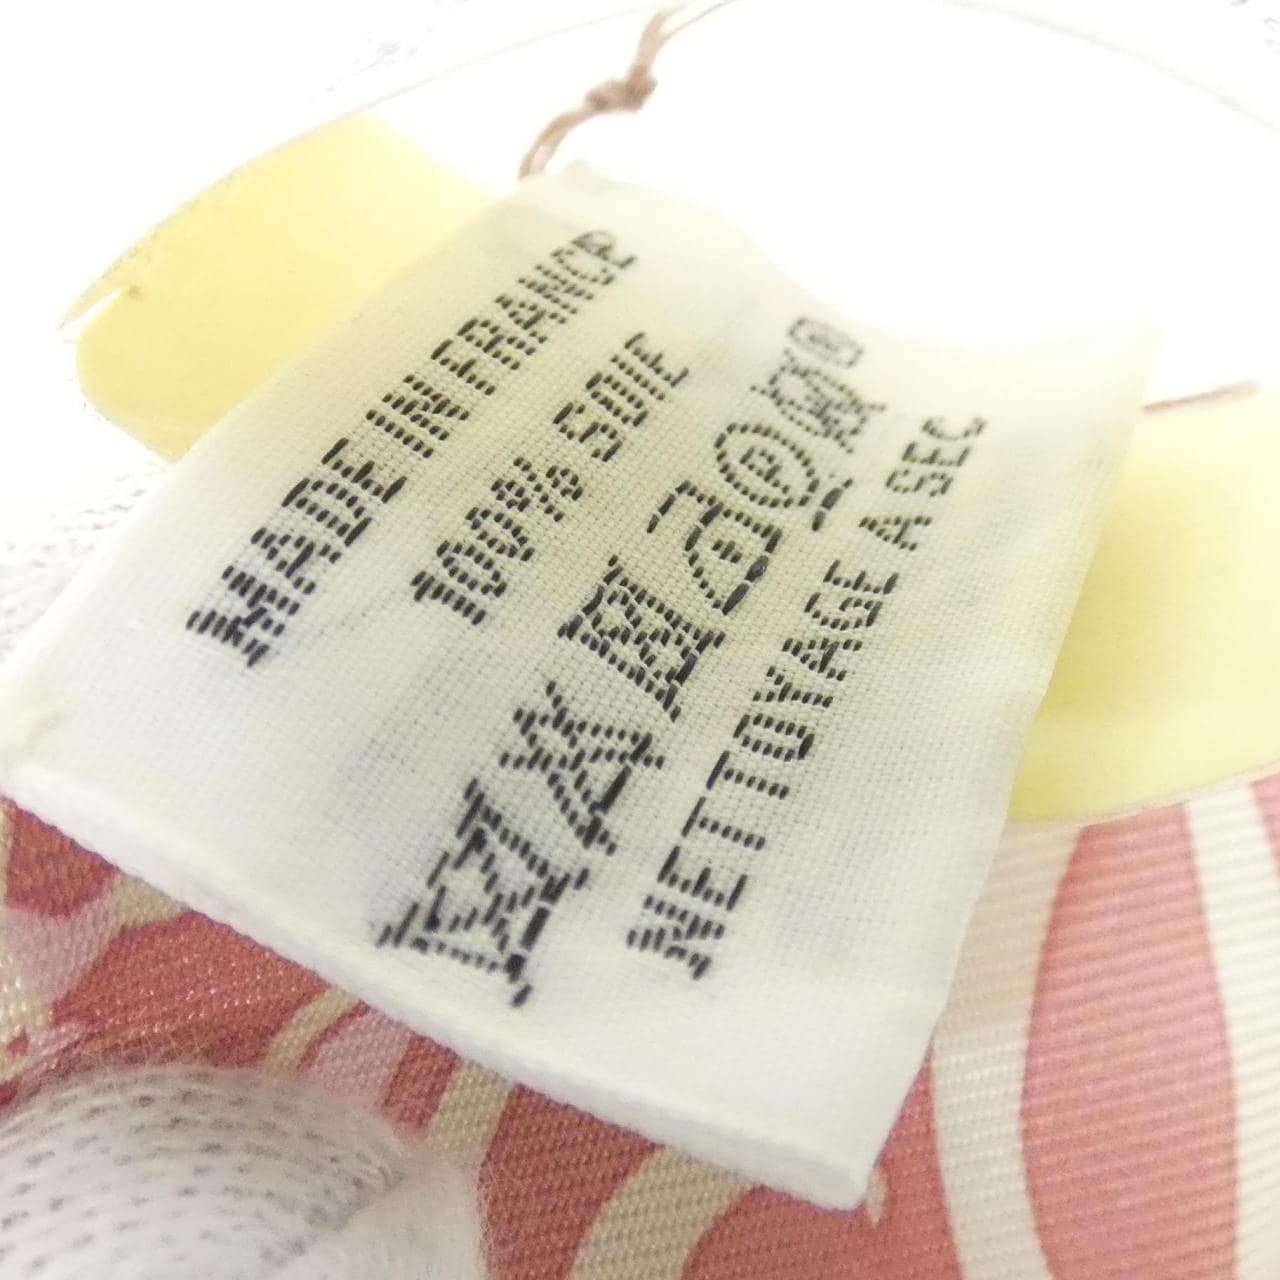 MADE IN FRANCE
100% SOIE
P
NETTOYAGE A SEC